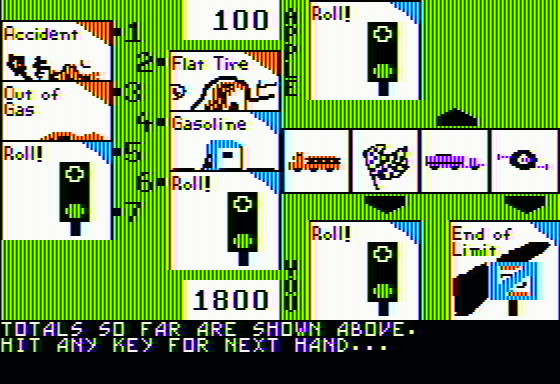 100
APPLE
Roll!
Accident
1
2
Flat Tire
Out of
Gas
3
4
Gasoline
Roll!
5
6
Roll!
7
Roll!
End of
Limit
YOU
1800
TOTALS SO FAR ARE SHOWN ABOVE.
HIT ANY KEY FOR NEXT HAND...